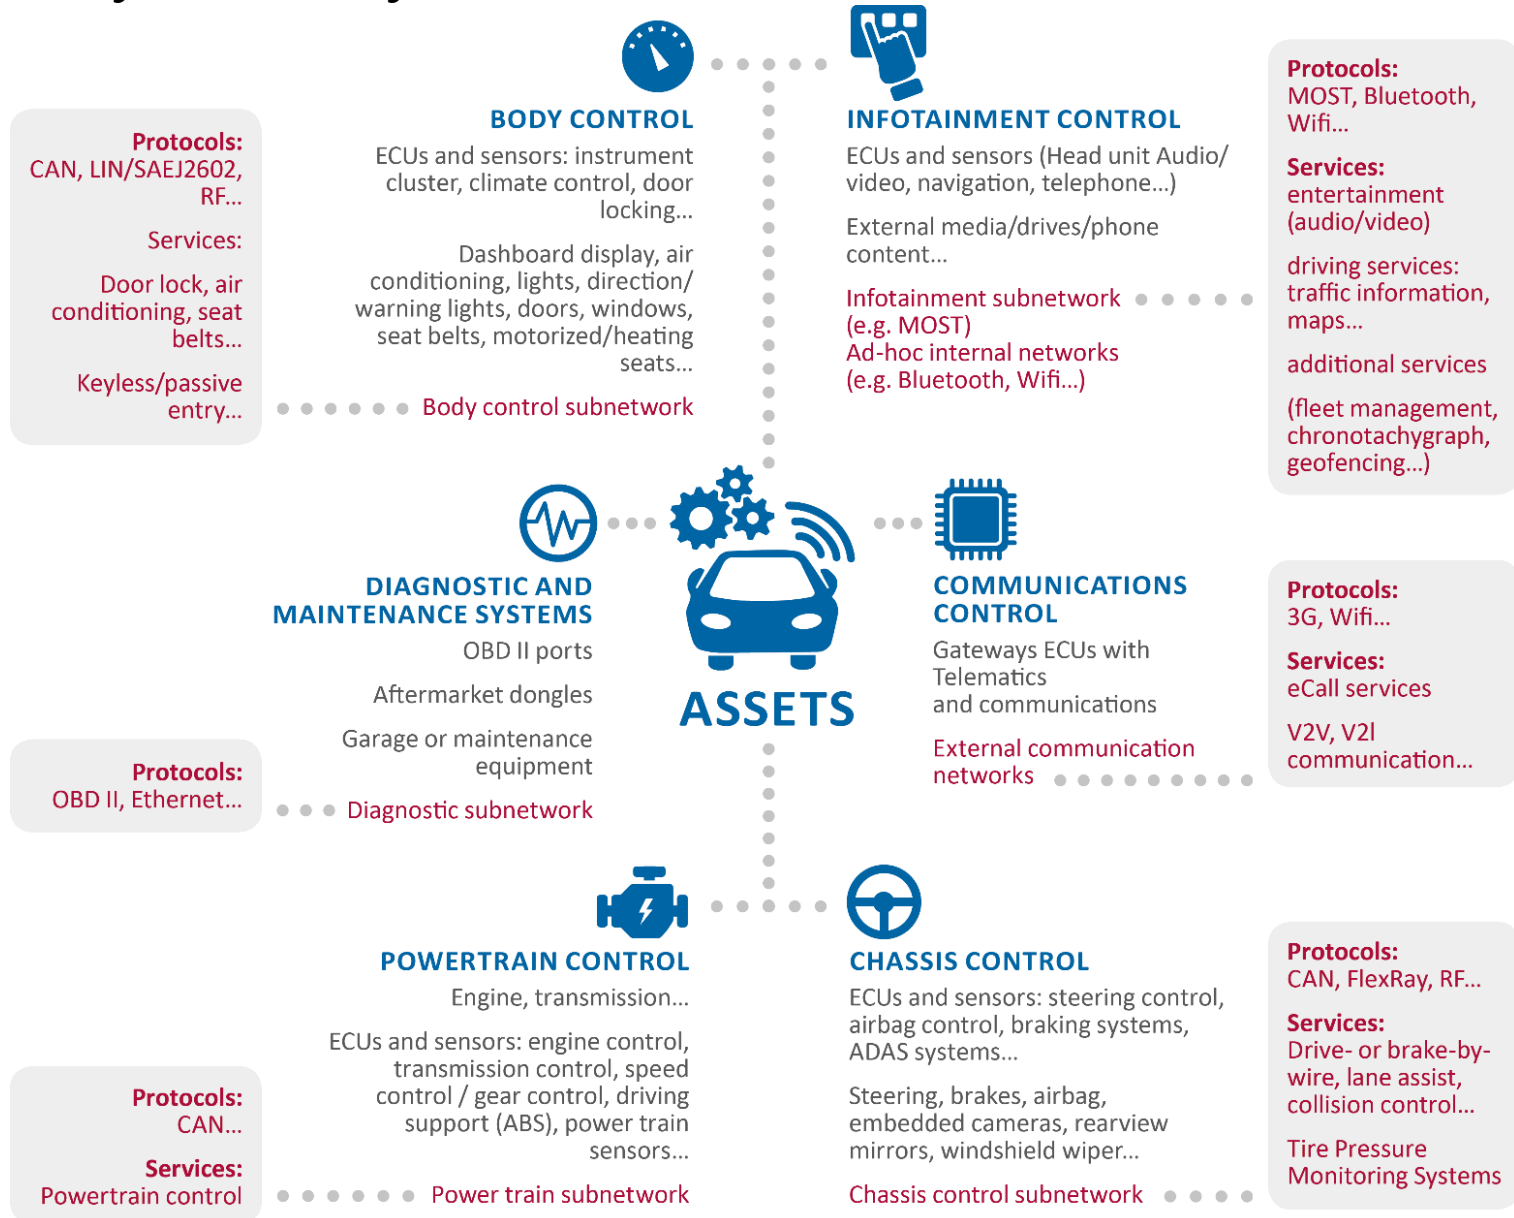 BODY CONTROL
ECUs and sensors: instrument
cluster, climate control, door
locking...
Dashboard display, air
conditioning, lights, direction/
warning lights, doors, windows,
seat belts, motorized/heating
seats...
Body control subnetwork
Protocols:
CAN, LIN/SAEJ2602,
RF...
Services:
Door lock, air
conditioning, seat
belts...
Keyless/passive
entry...
INFOTAINMENT CONTROL
ECUs and sensors (Head unit Audio/
video, navigation, telephone...)
External media/drives/phone
content...
Infotainment subnetwork
(e.g. MOST)
Ad-hoc internal networks
(e.g. Bluetooth, Wifi...)
Protocols:
MOST, Bluetooth,
Wifi...
Services:
entertainment
(audio/video)
driving services:
traffic information,
maps...
additional services
(fleet management,
chronotachygraph,
geofencing...)
DIAGNOSTIC AND
MAINTENANCE SYSTEMS
OBD II ports
Aftermarket dongles
Garage or maintenance
equipment
Diagnostic subnetwork
Protocols:
OBD II, Ethernet...
ASSETS
COMMUNICATIONS
CONTROL
Gateways ECUs with
Telematics
and communications
External communication
networks
Protocols:
3G, Wifi...
Services:
eCall services
V2V, V2I
communication...
POWERTRAIN CONTROL
Engine, transmission...
ECUs and sensors: engine control,
transmission control, speed
control / gear control, driving
support (ABS), power train
sensors...
Power train subnetwork
Protocols:
CAN...
Services:
Powertrain control
CHASSIS CONTROL
ECUs and sensors: steering control,
airbag control, braking systems,
ADAS systems...
Steering, brakes, airbag,
embedded cameras, rearview
mirrors, windshield wiper...
Chassis control subnetwork
Protocols:
CAN, FlexRay, RF...
Services:
Drive- or brake-by-
wire, lane assist,
collision control...
Tire Pressure
Monitoring Systems